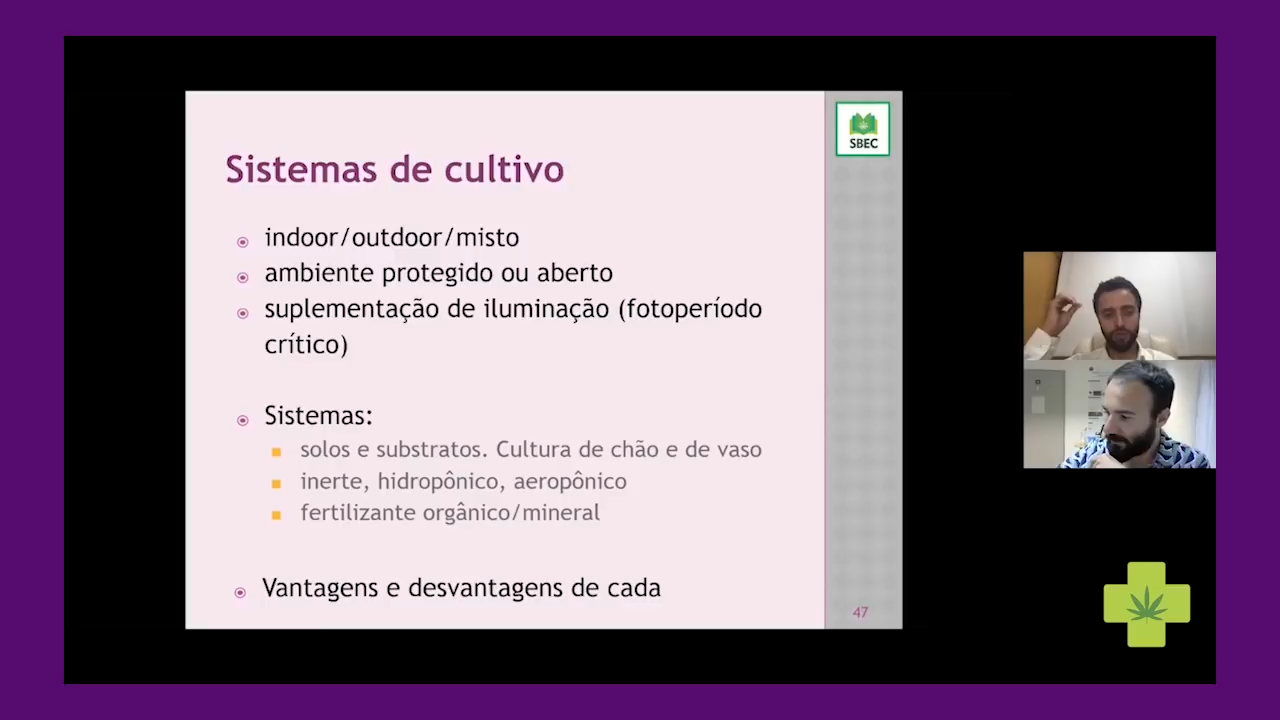 SBEC
Sistemas de cultivo
indoor/outdoor/misto
ambiente protegido ou aberto
suplementação de iluminação (fotoperíodo
crítico)
Sistemas:
solos e substratos. Cultura de chão e de vaso
inerte, hidropônico, aeropônico
fertilizante orgânico/mineral
Vantagens e desvantagens de cada
47